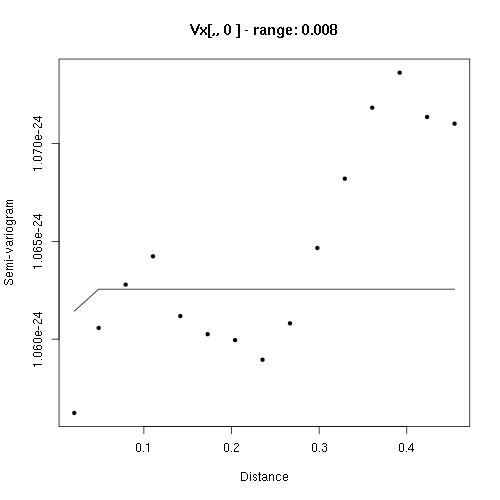 Vx[,, 0 ] - range: 0.008
Semi-variogram
1.070e-24
1.065e-24
1.060e-24
0.1 0.2 0.3 0.4
Distance